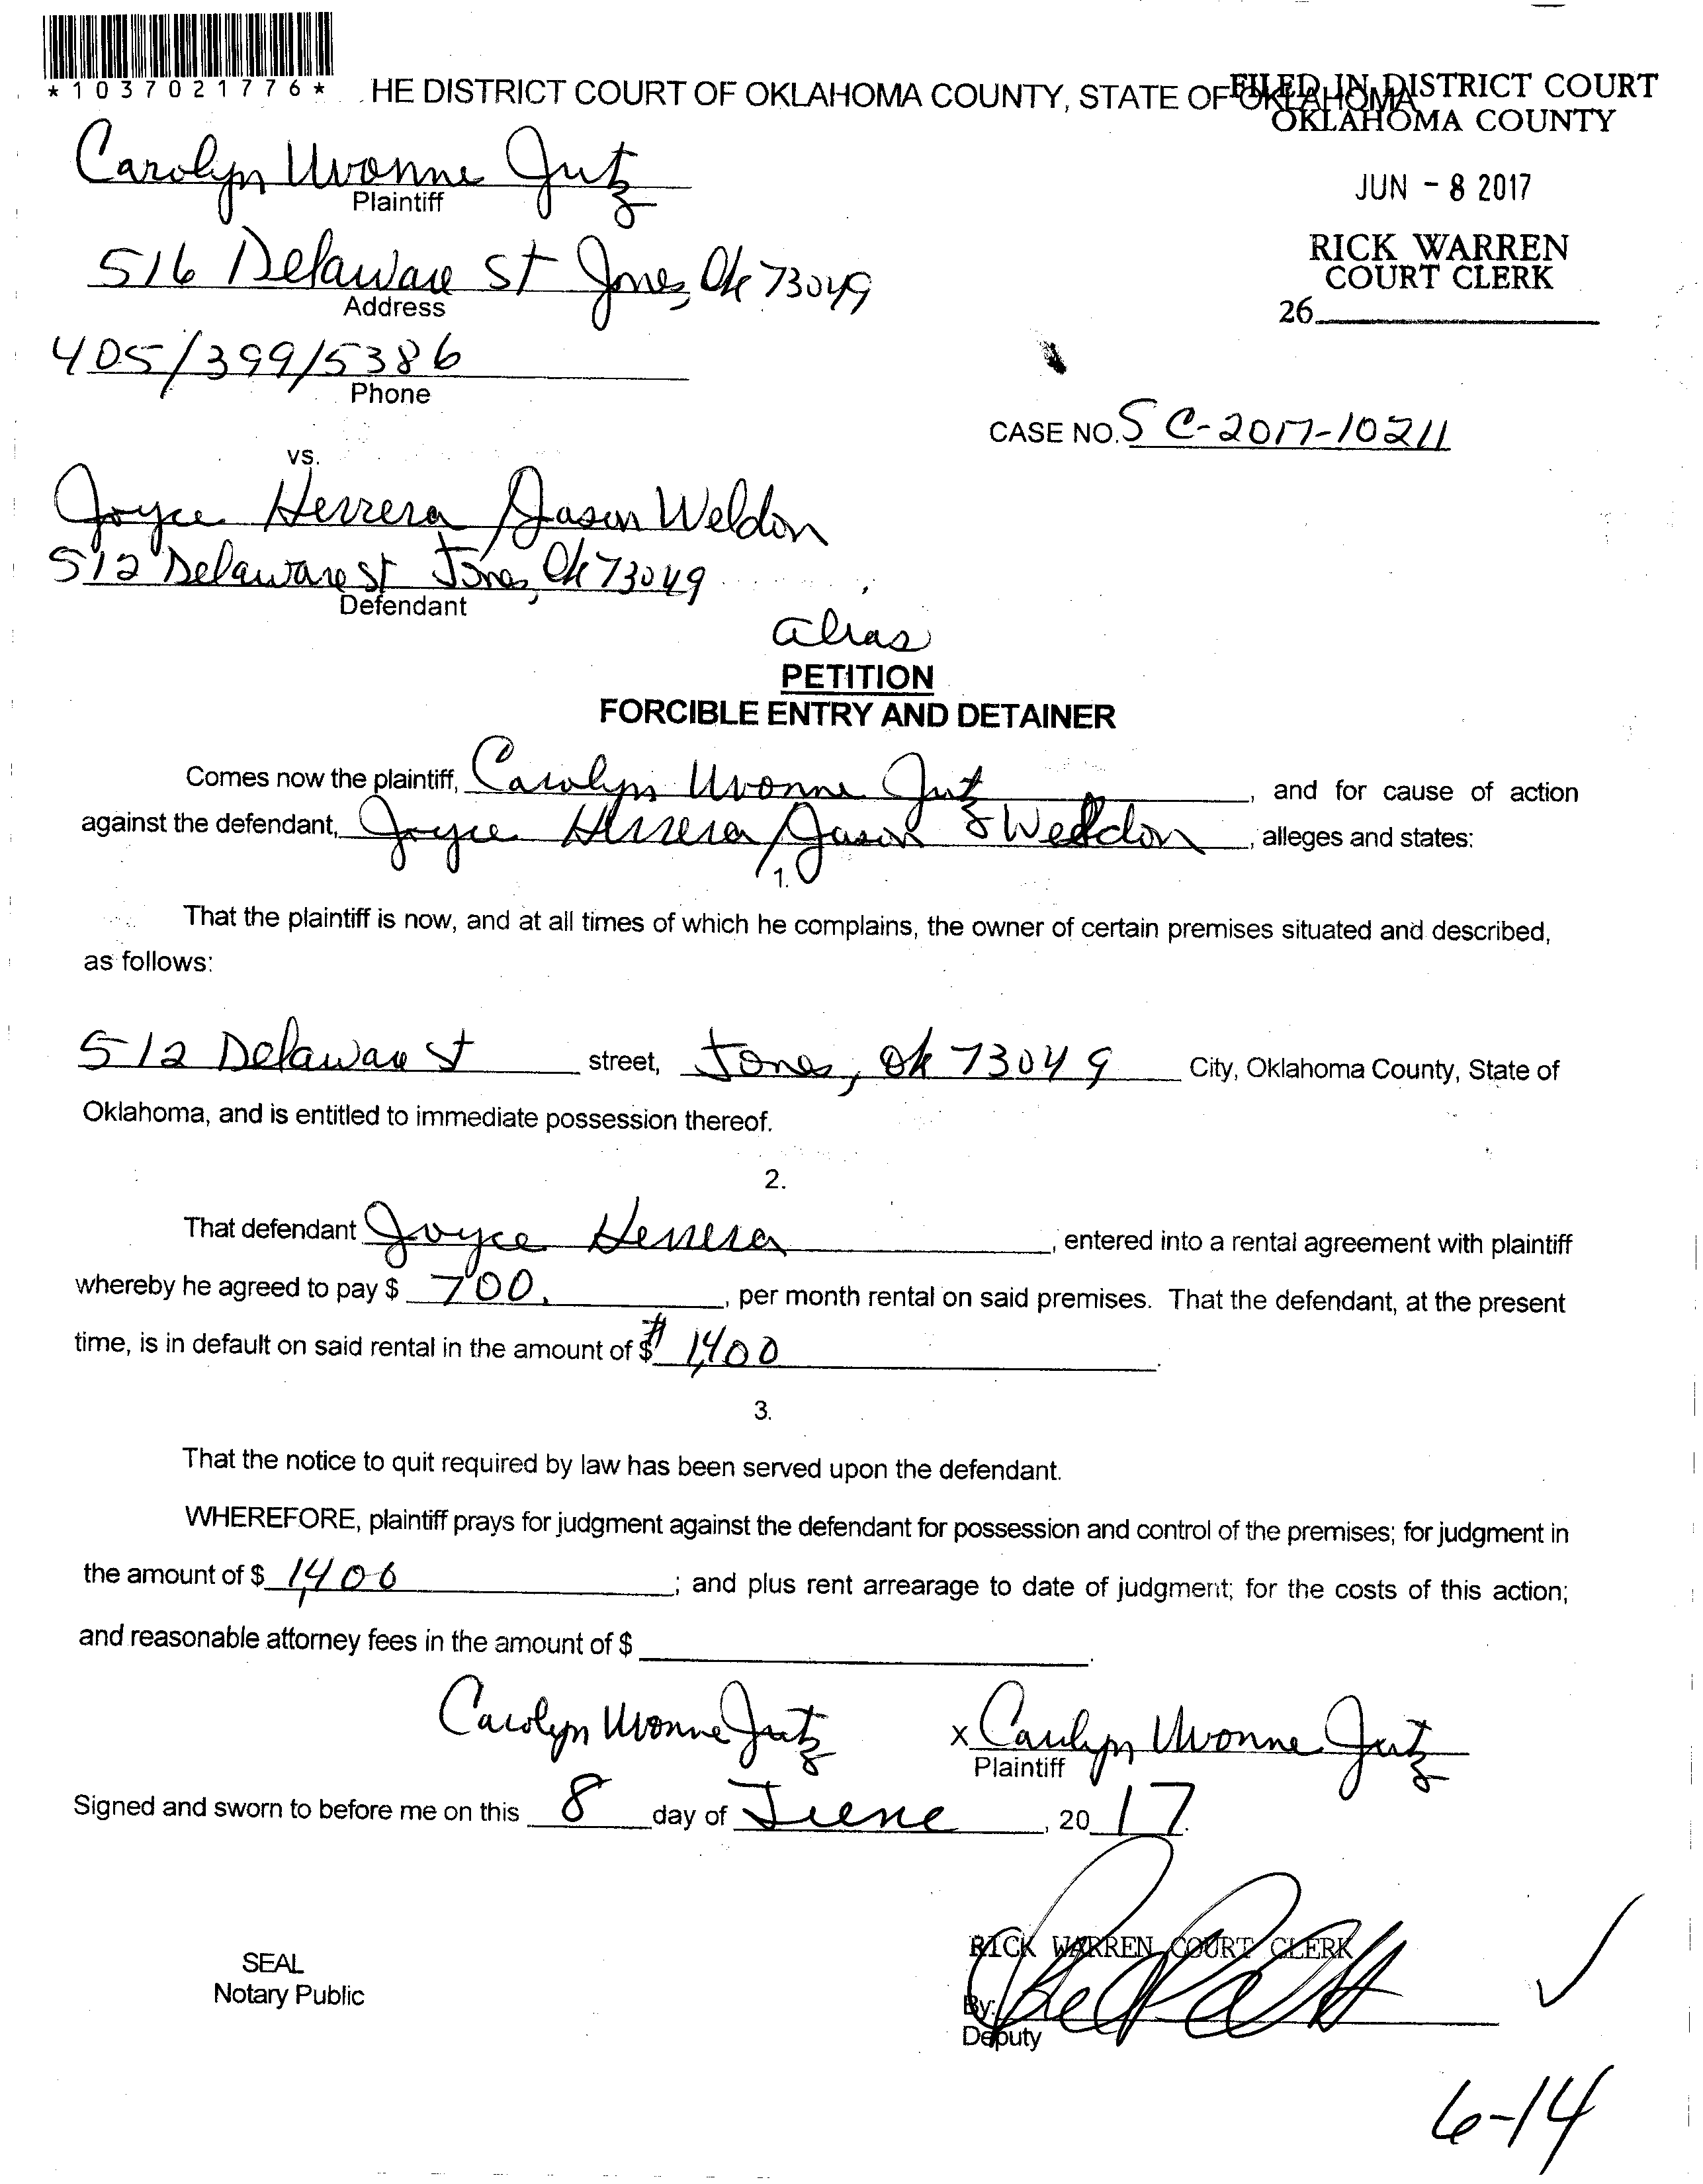 *1037021776*
HE DISTRICT COURT OF OKLAHOMA COUNTY, STATE OF OKLAHOMA
FILED IN DISTRICT COURT
OKLAHOMA COUNTY
JUN - 8 2017
RICK WARREN
COURT CLERK
26
Carolyn Uvonne Jutz
Plaintiff
516 Delaware St Jones, Ok 73049
Address
405/399/5386
Phone
CASE NO. SC-2017-10211
vs.
Joyce Herrera / Jason Weldon
512 Delaware st Jones, Ok 73049
Defendant
alias
PETITION
FORCIBLE ENTRY AND DETAINER
Comes now the plaintiff, Carolyn Uvonne Jutz, and for cause of action
against the defendant, Joyce Herrera / Jason Weldon, alleges and states:
1.
That the plaintiff is now, and at all times of which he complains, the owner of certain premises situated and described,
as follows:
512 Delaware St street, Jones, Ok 73049 City, Oklahoma County, State of
Oklahoma, and is entitled to immediate possession thereof.
2.
That defendant Joyce Herrera, entered into a rental agreement with plaintiff
whereby he agreed to pay $ 700., per month rental on said premises. That the defendant, at the present
time, is in default on said rental in the amount of $ 1,400.
3.
That the notice to quit required by law has been served upon the defendant.
WHEREFORE, plaintiff prays for judgment against the defendant for possession and control of the premises; for judgment in
the amount of $ 1,400; and plus rent arrearage to date of judgment; for the costs of this action;
and reasonable attorney fees in the amount of $ .
Carolyn Uvonne Jutz x Carolyn Uvonne Jutz
Plaintiff
Signed and sworn to before me on this 8 day of June, 2017.
RICK WARREN COURT CLERK
SEAL
Notary Public
By:
Deputy
6-14